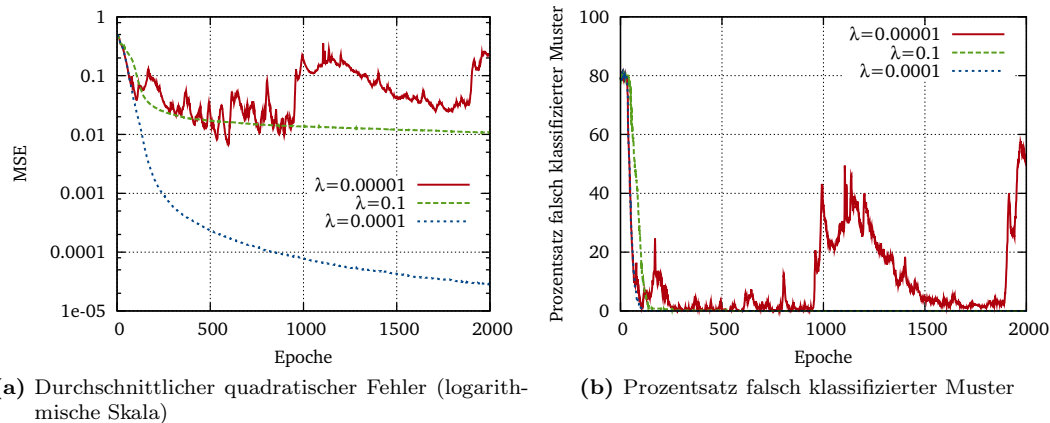 1
0.1
0.01
0.001
0.0001
1e-05
MSE
0 500 1000 1500 2000
Epoche
λ=0.00001
λ=0.1
λ=0.0001
100
80
60
40
20
0
Prozentsatz falsch klassifizierter Muster
0 500 1000 1500 2000
Epoche
λ=0.00001
λ=0.1
λ=0.0001
(a) Durchschnittlicher quadratischer Fehler (logarith-
mische Skala)
(b) Prozentsatz falsch klassifizierter Muster